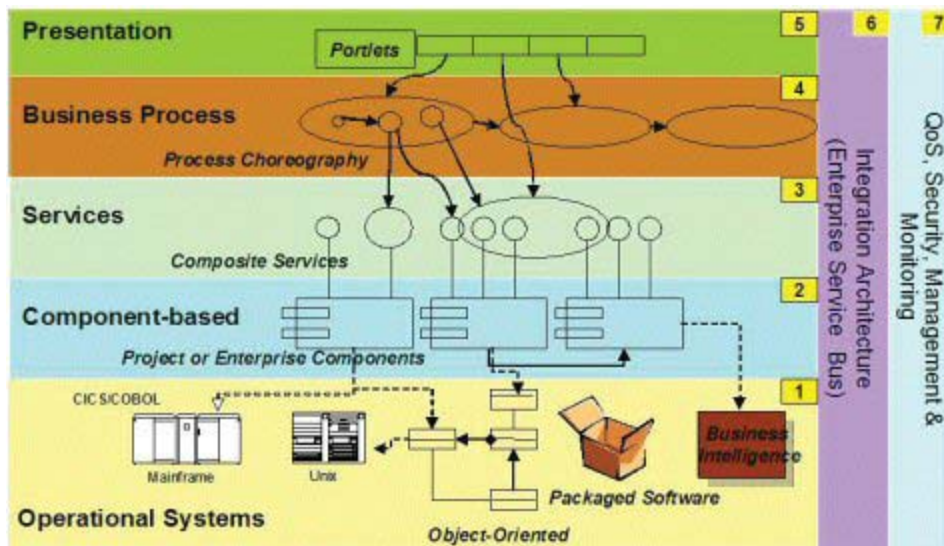 Presentation
Portlets
5
Business Process
Process Choreography
4
Services
Composite Services
3
Component-based
Project or Enterprise Components
2
CICS/COBOL
Mainframe
Unix
Object-Oriented
Packaged Software
Business
Intelligence
Operational Systems
1
6
Integration Architecture
(Enterprise Service Bus)
7
QoS, Security, Management &
Monitoring